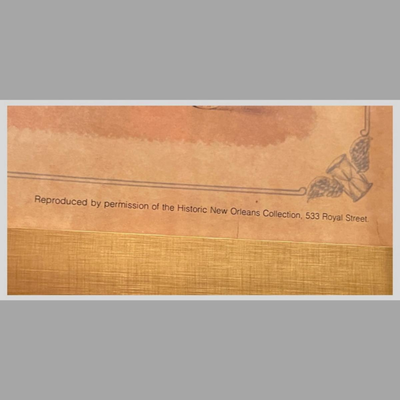 Reproduced by permission of the Historic New Orleans Collection, 533 Royal Street.